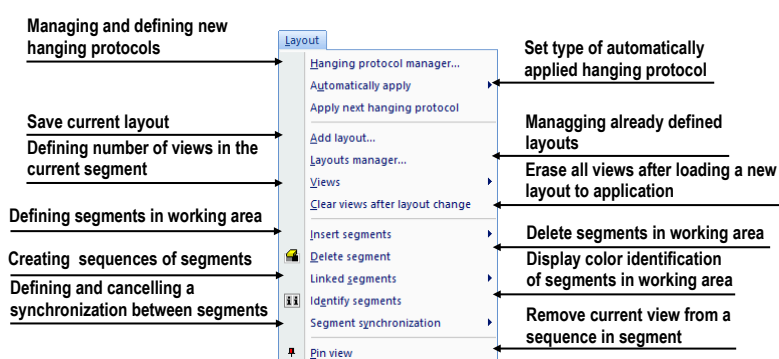 Managing and defining new
hanging protocols
Save current layout
Defining number of views in the
current segment
Defining segments in working area
Creating  sequences of segments
Defining and cancelling a
synchronization between segments
Layout
Hanging protocol manager...
Automatically apply
Apply next hanging protocol
Add layout...
Layouts manager...
Views
Clear views after layout change
Insert segments
Delete segment
Linked segments
Identify segments
Segment synchronization
Pin view
Set type of automatically
applied hanging protocol
Managging already defined
layouts
Erase all views after loading a new
layout to application
Delete segments in working area
Display color identification
of segments in working area
Remove current view from a
sequence in segment